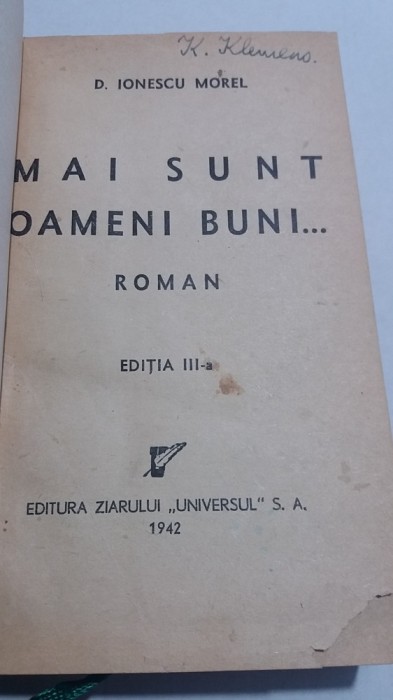 K. Klemens.
D. IONESCU MOREL
MAI SUNT
OAMENI BUNI...
ROMAN
EDIȚIA III-a
EDITURA ZIARULUI „UNIVERSUL" S. A.
1942